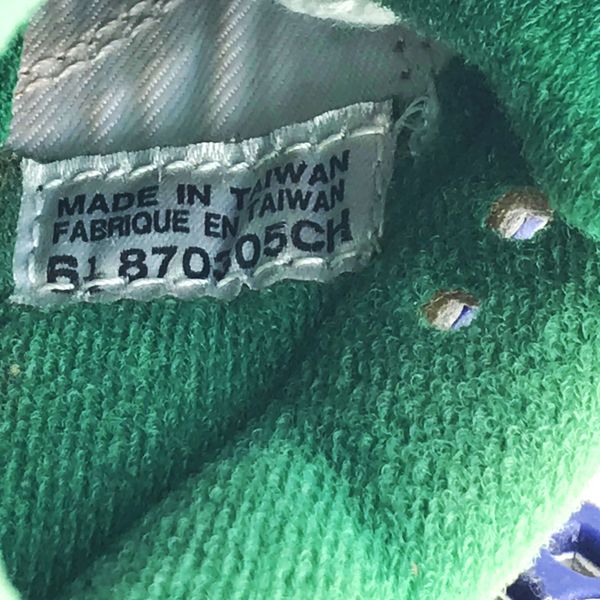 MADE IN TAIWAN
FABRIQUE EN TAIWAN
61 870305CH